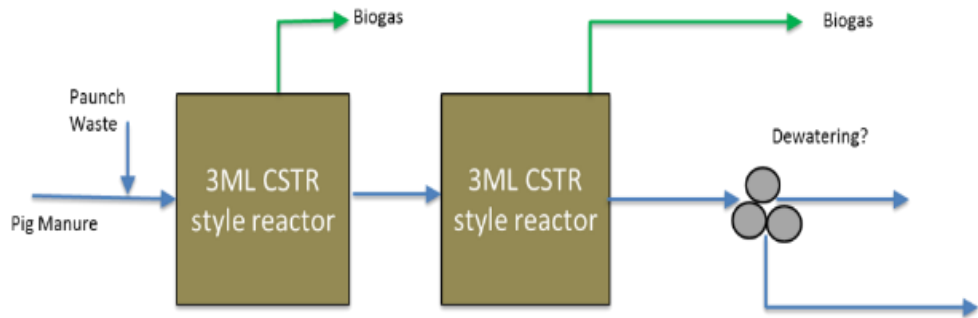 Biogas
Biogas
Paunch
Waste
Dewatering?
3ML CSTR
style reactor
3ML CSTR
style reactor
Pig Manure